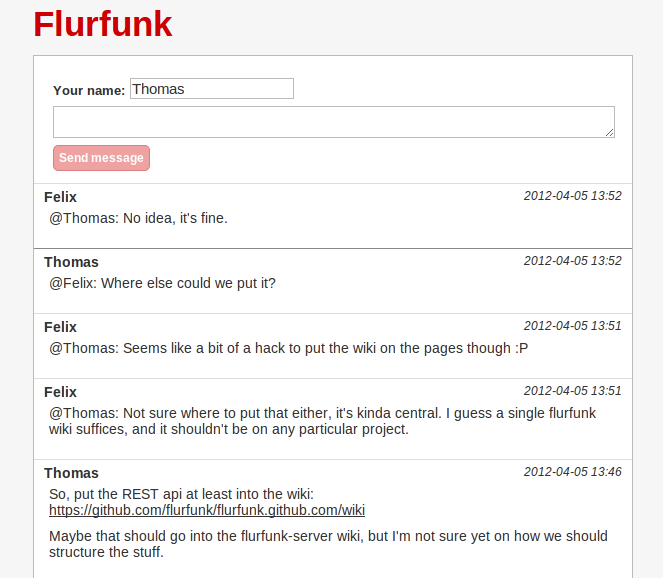 Flurfunk
Your name: Thomas
Send message
Felix 2012-04-05 13:52
@Thomas: No idea, it's fine.
Thomas 2012-04-05 13:52
@Felix: Where else could we put it?
Felix 2012-04-05 13:51
@Thomas: Seems like a bit of a hack to put the wiki on the pages though :P
Felix 2012-04-05 13:51
@Thomas: Not sure where to put that either, it's kinda central. I guess a single flurfunk
wiki suffices, and it shouldn't be on any particular project.
Thomas 2012-04-05 13:46
So, put the REST api at least into the wiki:
https://github.com/flurfunk/flurfunk.github.com/wiki
Maybe that should go into the flurfunk-server wiki, but I'm not sure yet on how we should
structure the stuff.